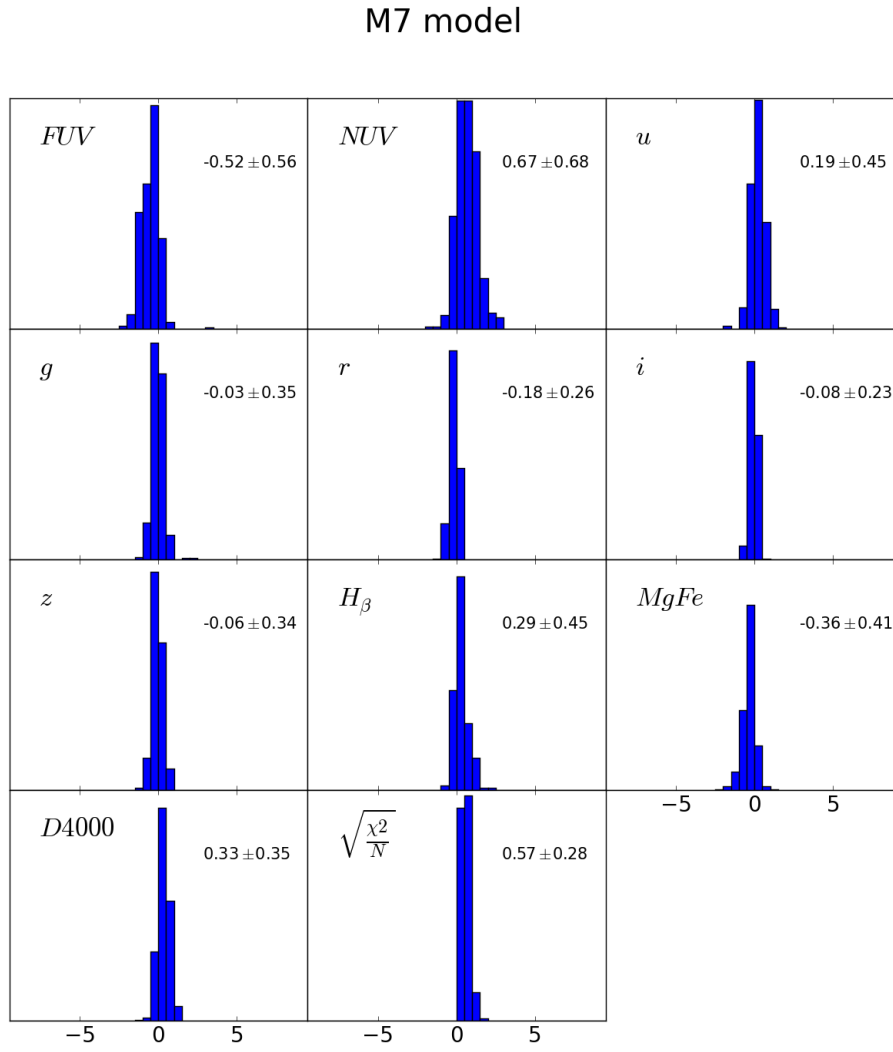 M7 model
FUV
-0.52±0.56
NUV
0.67±0.68
u
0.19±0.45
g
-0.03±0.35
r
-0.18±0.26
i
-0.08±0.23
z
-0.06±0.34
H_β
0.29±0.45
MgFe
-0.36±0.41
−5 0 5
D4000
0.33±0.35
√(χ2/N)
0.57±0.28
−5 0 5
−5 0 5